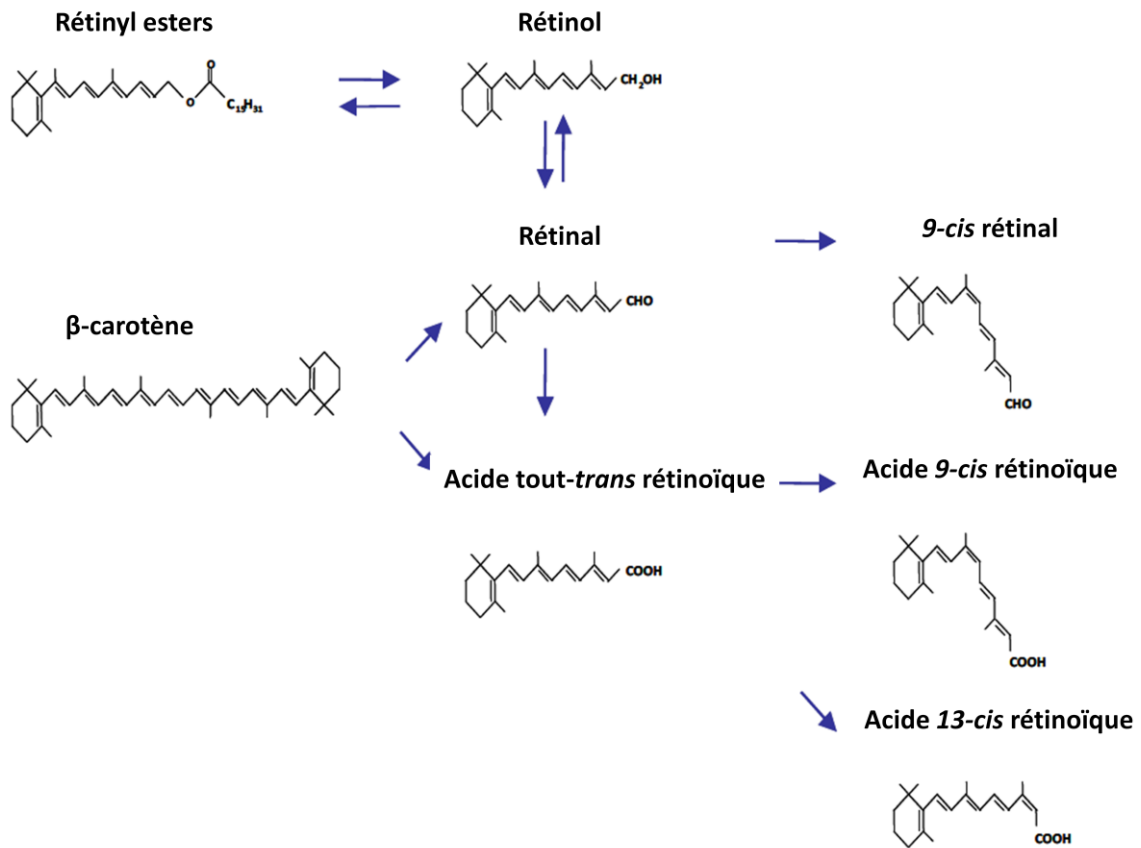 Rétinyl esters
Rétinol
O
O
C₁₅H₃₁
CH₂OH
Rétinal
9-cis rétinal
CHO
β-carotène
CHO
Acide tout-trans rétinoïque
Acide 9-cis rétinoïque
COOH
COOH
Acide 13-cis rétinoïque
COOH